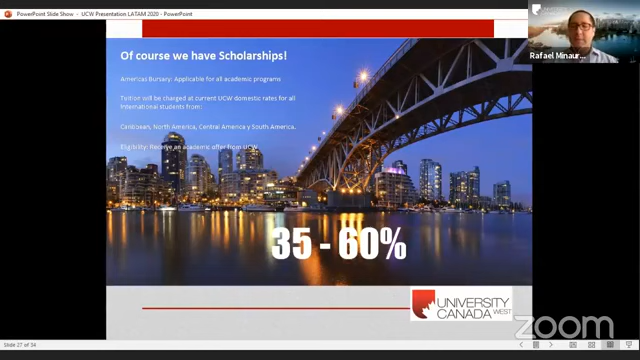 PowerPoint Slide Show - UCW Presentation LATAM 2020 - PowerPoint
Of course we have Scholarships!
Americas Bursary: Applicable for all academic programs
Tuition will be charged at current UCW domestic rates for all
International students from:
Caribbean, North America, Central America y South America.
Eligibility: Receive an academic offer from UCW
35 - 60%
UNIVERSITY
CANADA WEST
Rafael Minaur...
zoom
Slide 27 of 34